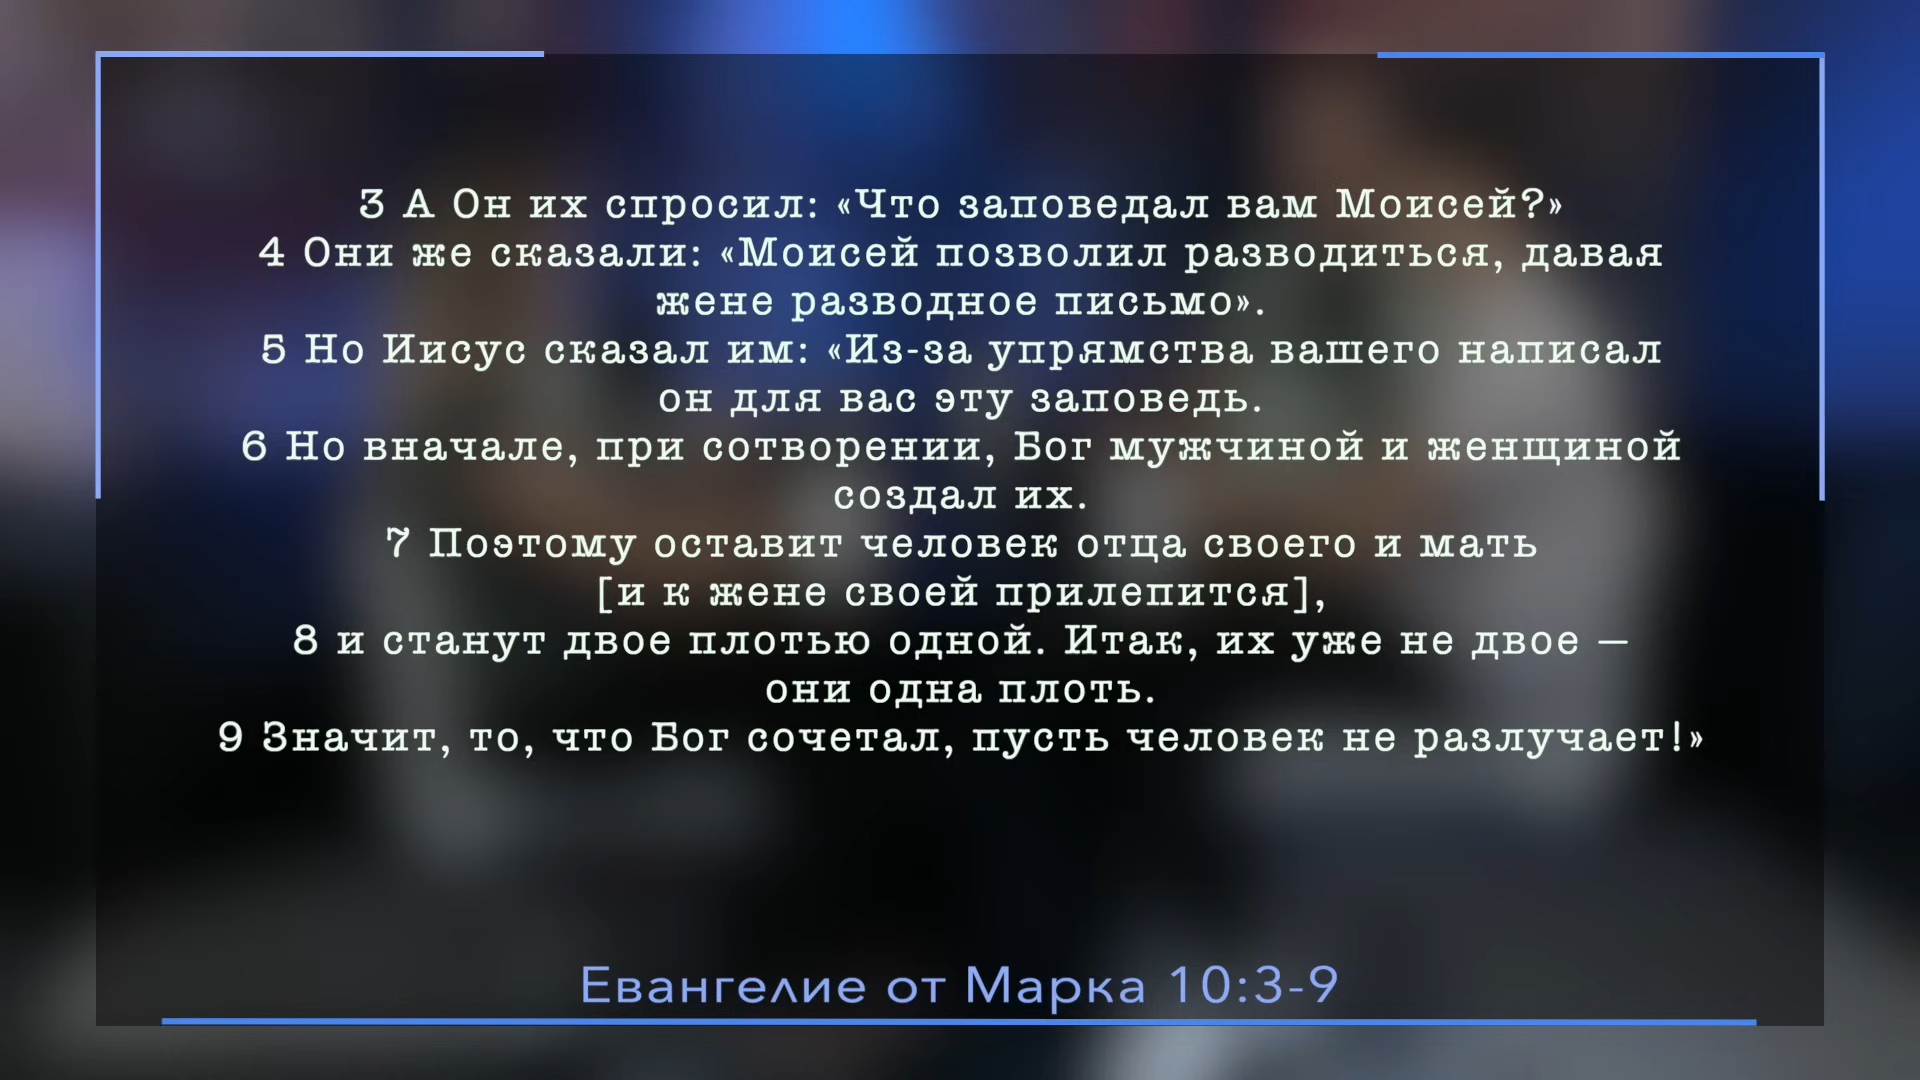 3 А Он их спросил: «Что заповедал вам Моисей?»
4 Они же сказали: «Моисей позволил разводиться, давая
жене разводное письмо».
5 Но Иисус сказал им: «Из-за упрямства вашего написал
он для вас эту заповедь.
6 Но вначале, при сотворении, Бог мужчиной и женщиной
создал их.
7 Поэтому оставит человек отца своего и мать
[и к жене своей прилепится],
8 и станут двое плотью одной. Итак, их уже не двое —
они одна плоть.
9 Значит, то, что Бог сочетал, пусть человек не разлучает!»
Евангелие от Марка 10:3-9